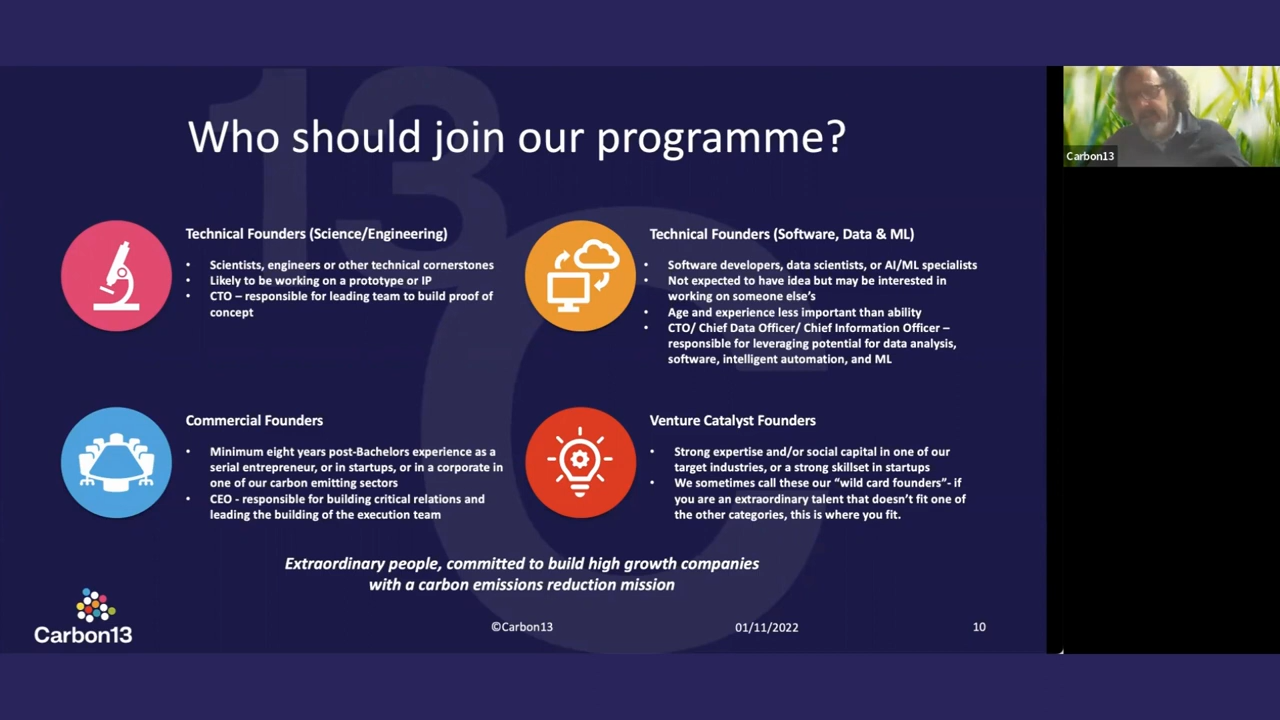 Who should join our programme?
Technical Founders (Science/Engineering)
• Scientists, engineers or other technical cornerstones
• Likely to be working on a prototype or IP
• CTO – responsible for leading team to build proof of
concept
Technical Founders (Software, Data & ML)
• Software developers, data scientists, or AI/ML specialists
• Not expected to have idea but may be interested in
working on someone else's
• Age and experience less important than ability
• CTO/ Chief Data Officer/ Chief Information Officer –
responsible for leveraging potential for data analysis,
software, intelligent automation, and ML
Commercial Founders
• Minimum eight years post-Bachelors experience as a
serial entrepreneur, or in startups, or in a corporate in
one of our carbon emitting sectors
• CEO - responsible for building critical relations and
leading the building of the execution team
Venture Catalyst Founders
• Strong expertise and/or social capital in one of our
target industries, or a strong skillset in startups
• We sometimes call these our "wild card founders"- if
you are an extraordinary talent that doesn't fit one of
the other categories, this is where you fit.
Extraordinary people, committed to build high growth companies
with a carbon emissions reduction mission
Carbon13
©Carbon13
01/11/2022
10
Carbon13
13
C